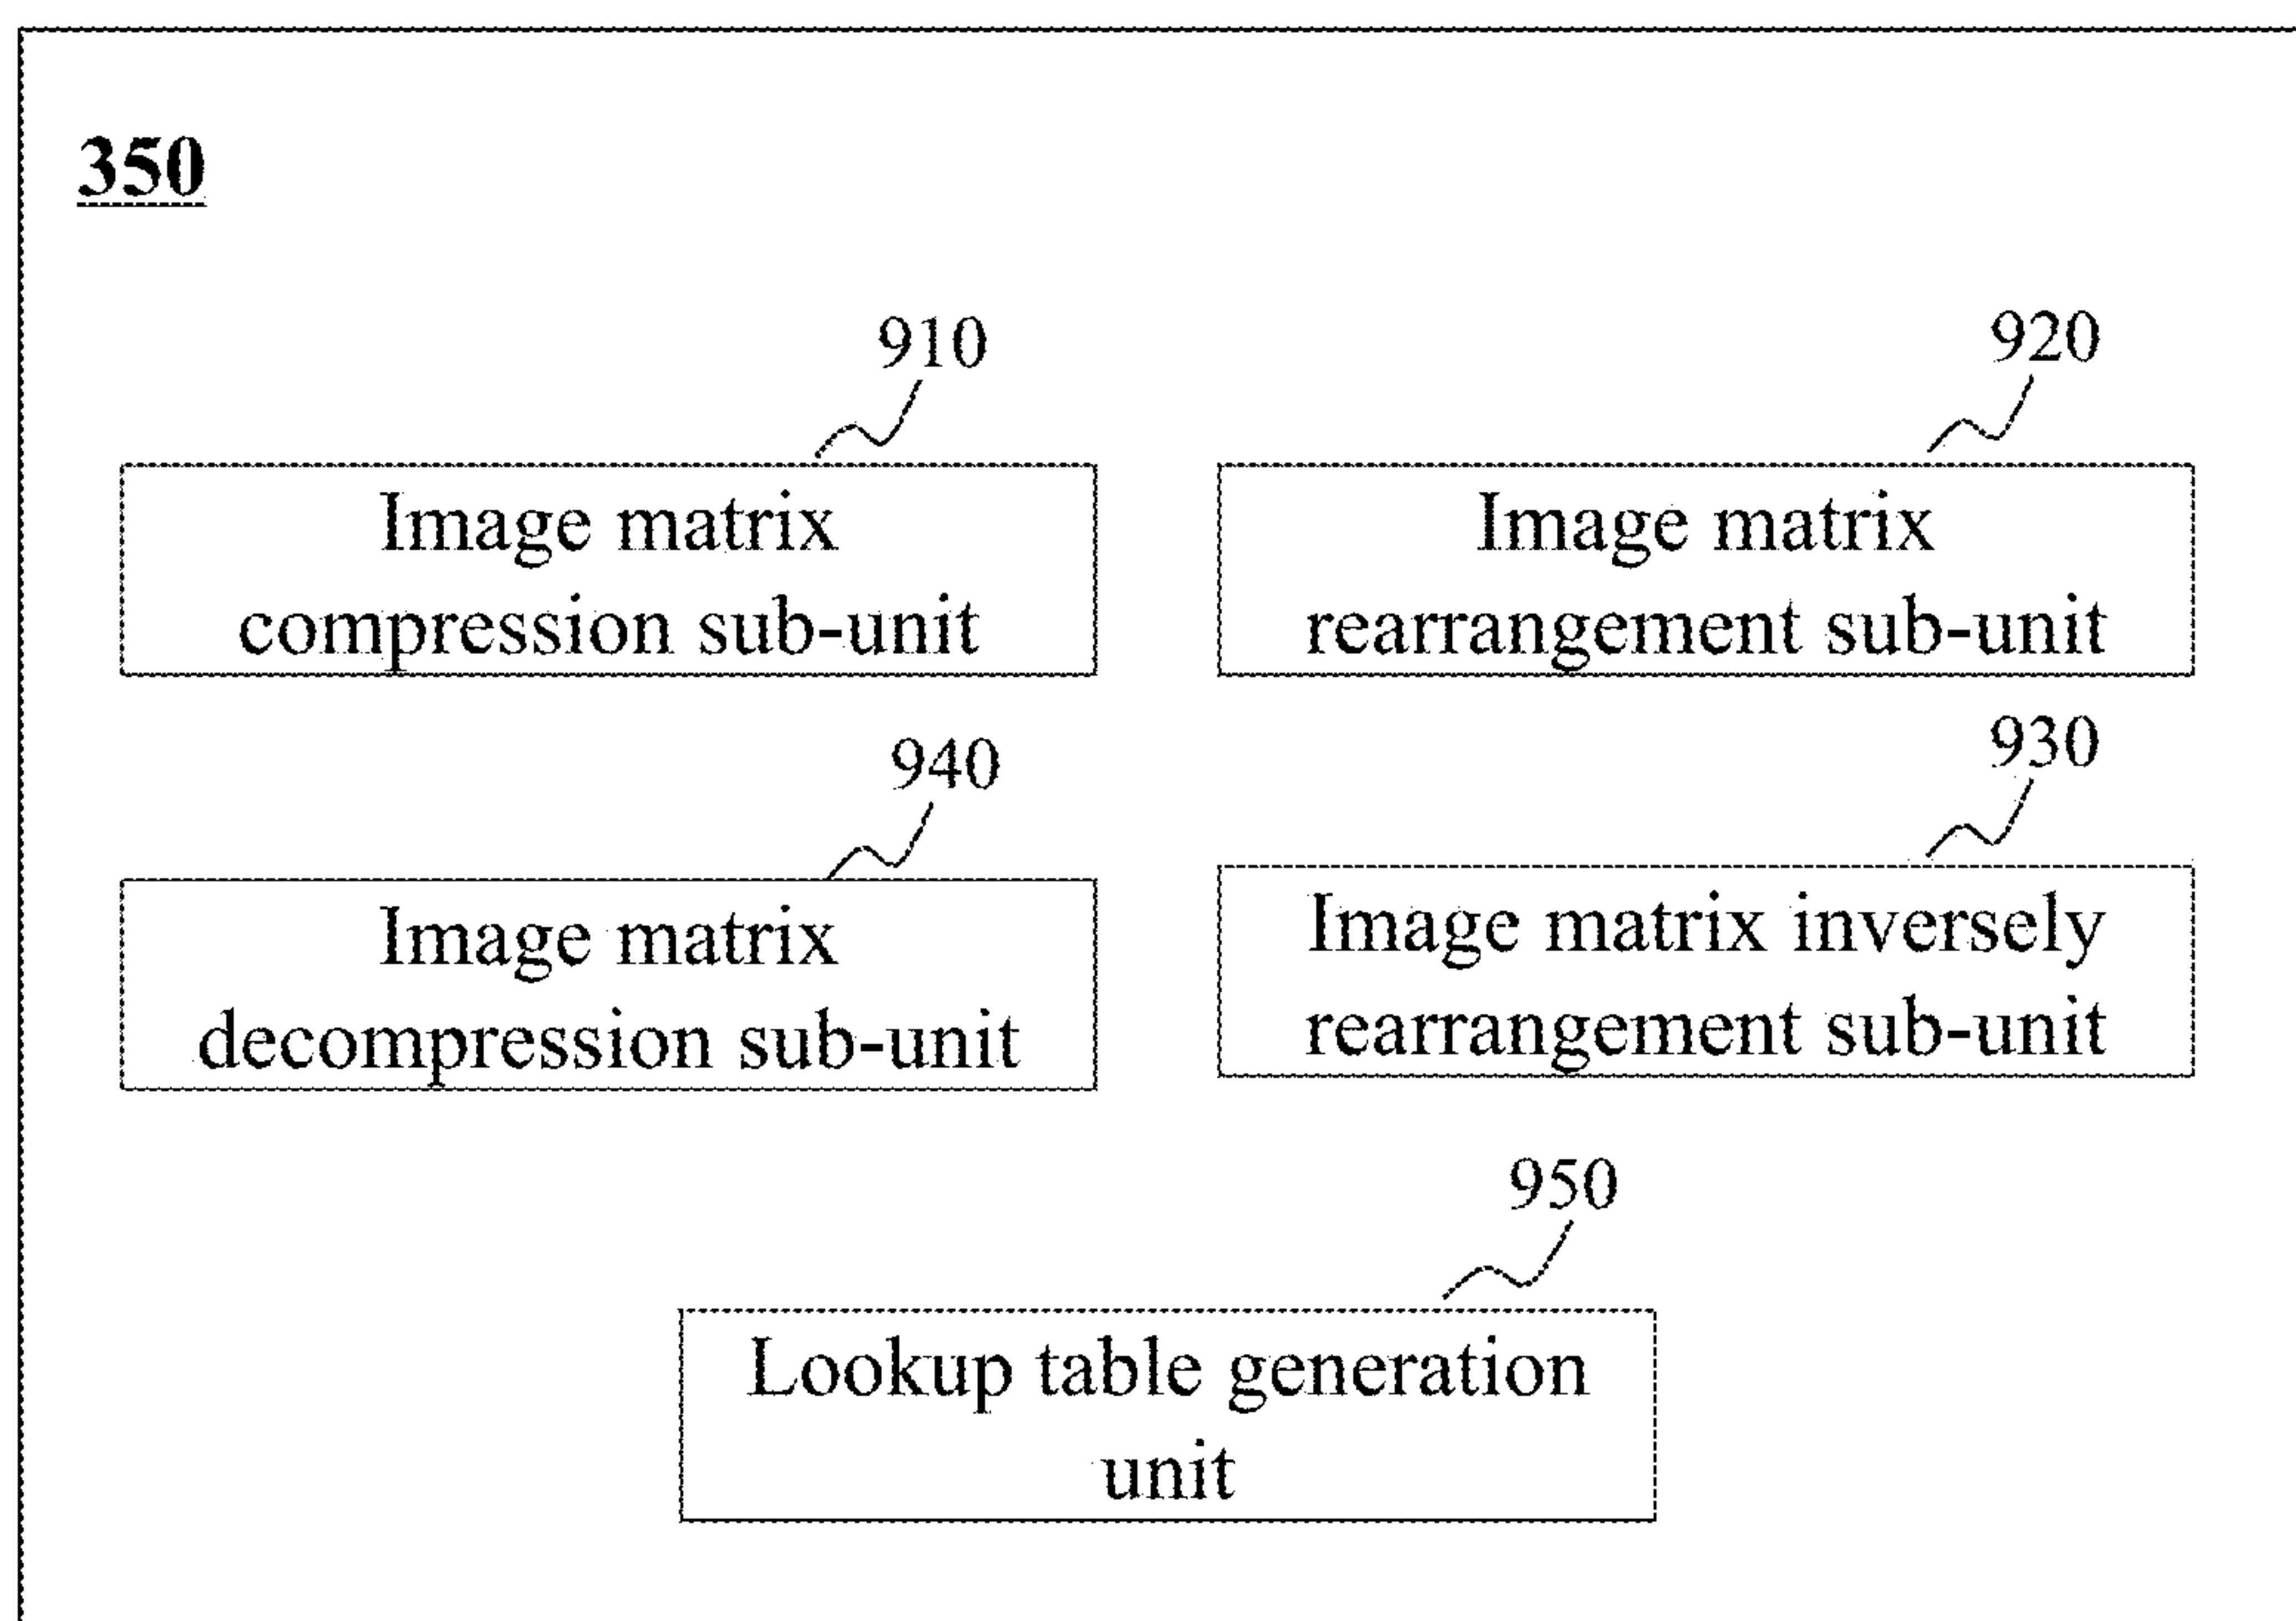 350
910
Image matrix
compression sub-unit
920
Image matrix
rearrangement sub-unit
940
Image matrix
decompression sub-unit
930
Image matrix inversely
rearrangement sub-unit
950
Lookup table generation
unit